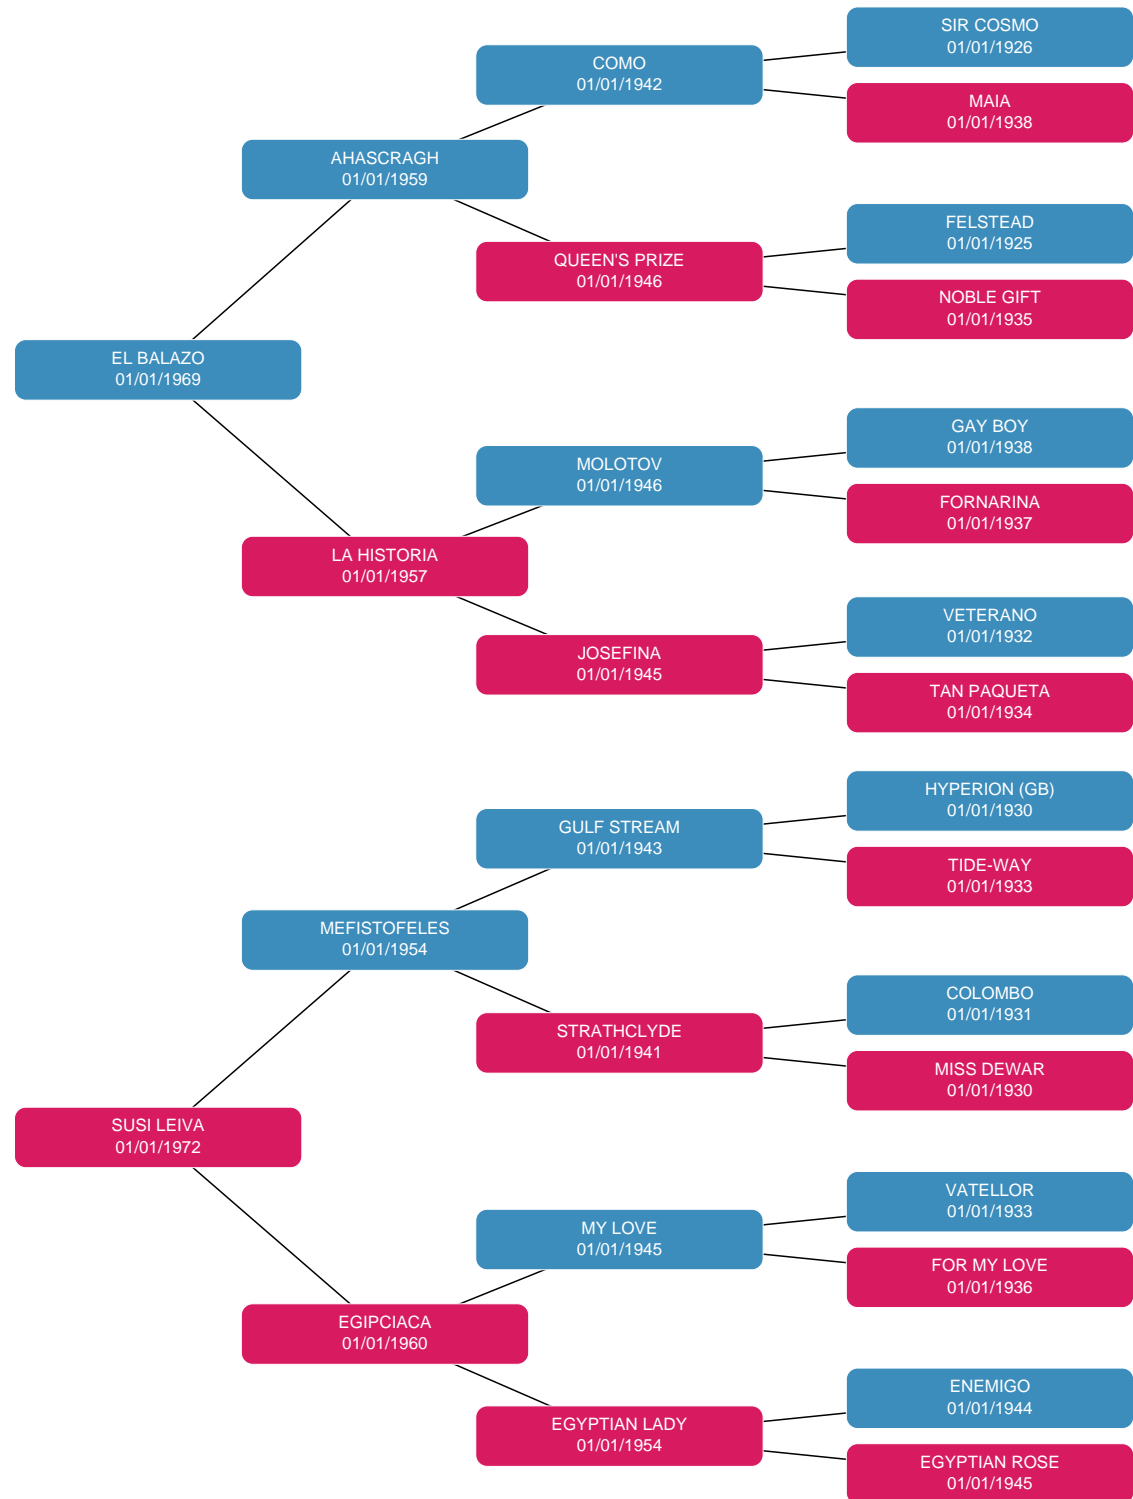 SIR COSMO
01/01/1926
COMO
01/01/1942
MAIA
01/01/1938
AHASCRAGH
01/01/1959
FELSTEAD
01/01/1925
QUEEN'S PRIZE
01/01/1946
NOBLE GIFT
01/01/1935
EL BALAZO
01/01/1969
GAY BOY
01/01/1938
MOLOTOV
01/01/1946
FORNARINA
01/01/1937
LA HISTORIA
01/01/1957
VETERANO
01/01/1932
JOSEFINA
01/01/1945
TAN PAQUETA
01/01/1934
HYPERION (GB)
01/01/1930
GULF STREAM
01/01/1943
TIDE-WAY
01/01/1933
MEFISTOFELES
01/01/1954
COLOMBO
01/01/1931
STRATHCLYDE
01/01/1941
MISS DEWAR
01/01/1930
SUSI LEIVA
01/01/1972
VATELLOR
01/01/1933
MY LOVE
01/01/1945
FOR MY LOVE
01/01/1936
EGIPCIACA
01/01/1960
ENEMIGO
01/01/1944
EGYPTIAN LADY
01/01/1954
EGYPTIAN ROSE
01/01/1945